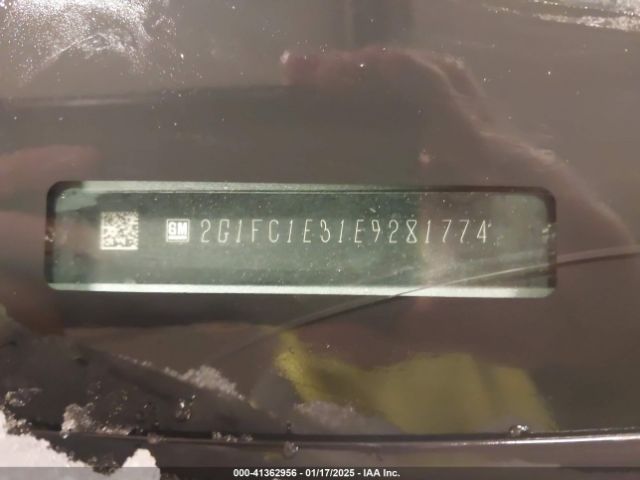 GM 2G1FC1E31E9281774
000-41362956 - 01/17/2025 - IAA Inc.